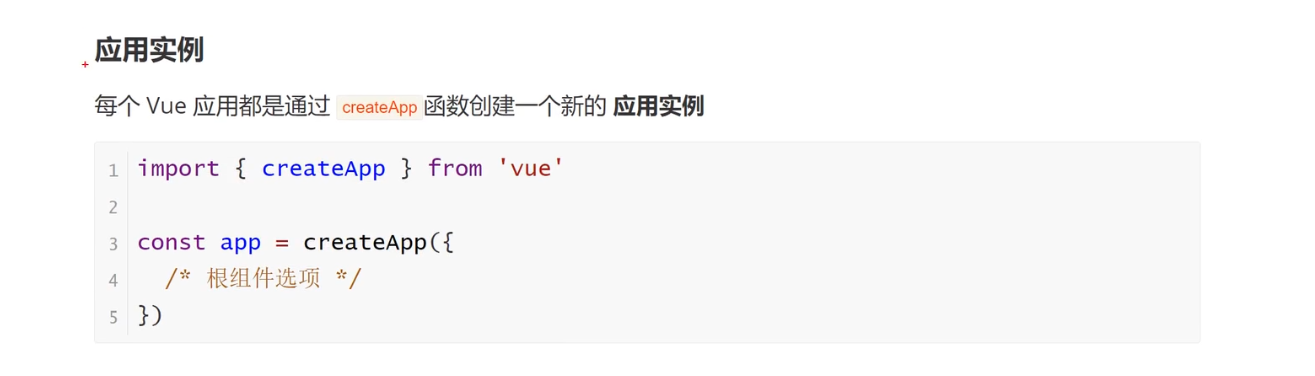 应用实例
每个 Vue 应用都是通过 createApp 函数创建一个新的 应用实例
1 import { createApp } from 'vue'
2
3 const app = createApp({
4   /* 根组件选项 */
5 })